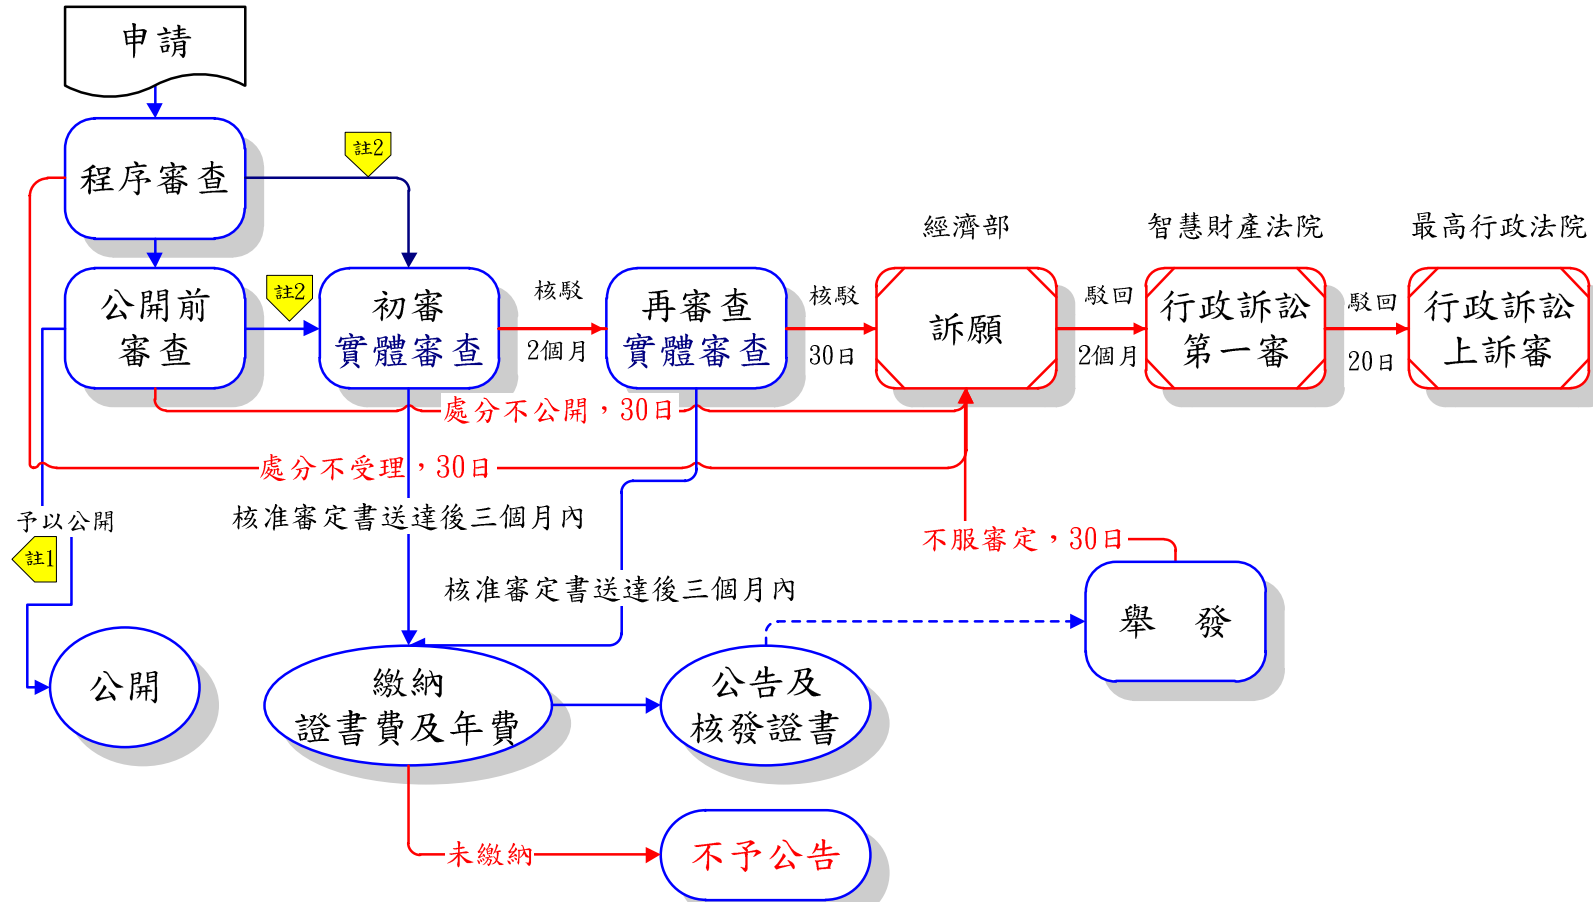 申請
程序審查
註2
經濟部
智慧財產法院
最高行政法院
公開前
審查
註2
初審
實體審查
核駁
2個月
再審查
實體審查
核駁
30日
訴願
駁回
2個月
行政訴訟
第一審
駁回
20日
行政訴訟
上訴審
處分不公開，30日
處分不受理，30日
予以公開
註1
核准審定書送達後三個月內
不服審定，30日
核准審定書送達後三個月內
舉 發
公開
繳納
證書費及年費
公告及
核發證書
未繳納
不予公告